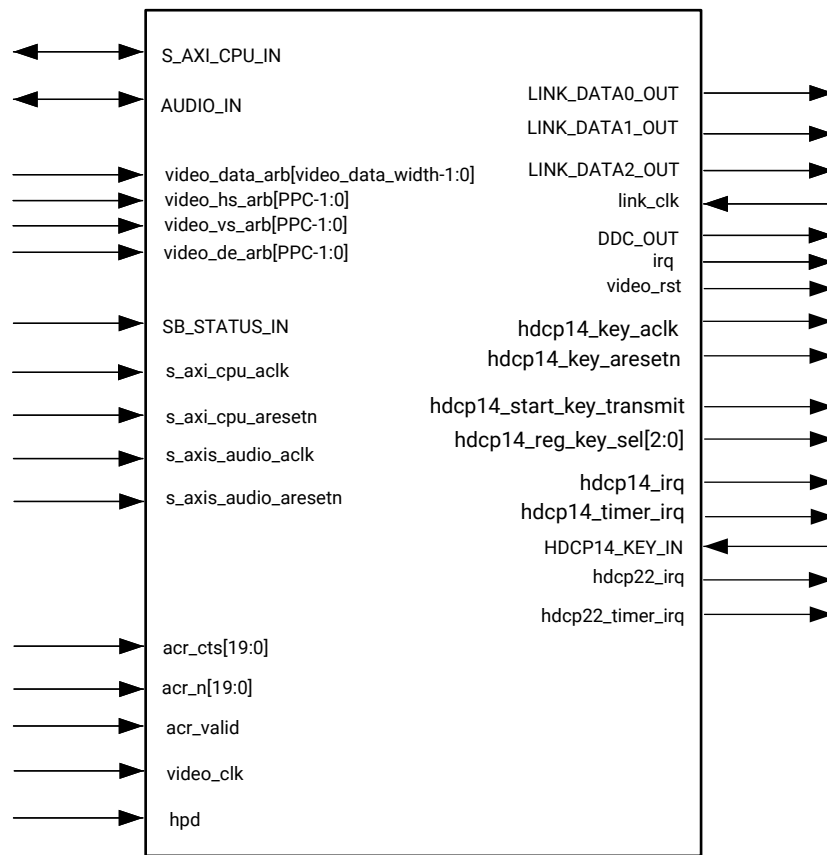 S_AXI_CPU_IN
AUDIO_IN
video_data_arb[video_data_width-1:0]
video_hs_arb[PPC-1:0]
video_vs_arb[PPC-1:0]
video_de_arb[PPC-1:0]
SB_STATUS_IN
s_axi_cpu_aclk
s_axi_cpu_aresetn
s_axis_audio_aclk
s_axis_audio_aresetn
acr_cts[19:0]
acr_n[19:0]
acr_valid
video_clk
hpd
LINK_DATA0_OUT
LINK_DATA1_OUT
LINK_DATA2_OUT
link_clk
DDC_OUT
irq
video_rst
hdcp14_key_aclk
hdcp14_key_aresetn
hdcp14_start_key_transmit
hdcp14_reg_key_sel[2:0]
hdcp14_irq
hdcp14_timer_irq
HDCP14_KEY_IN
hdcp22_irq
hdcp22_timer_irq